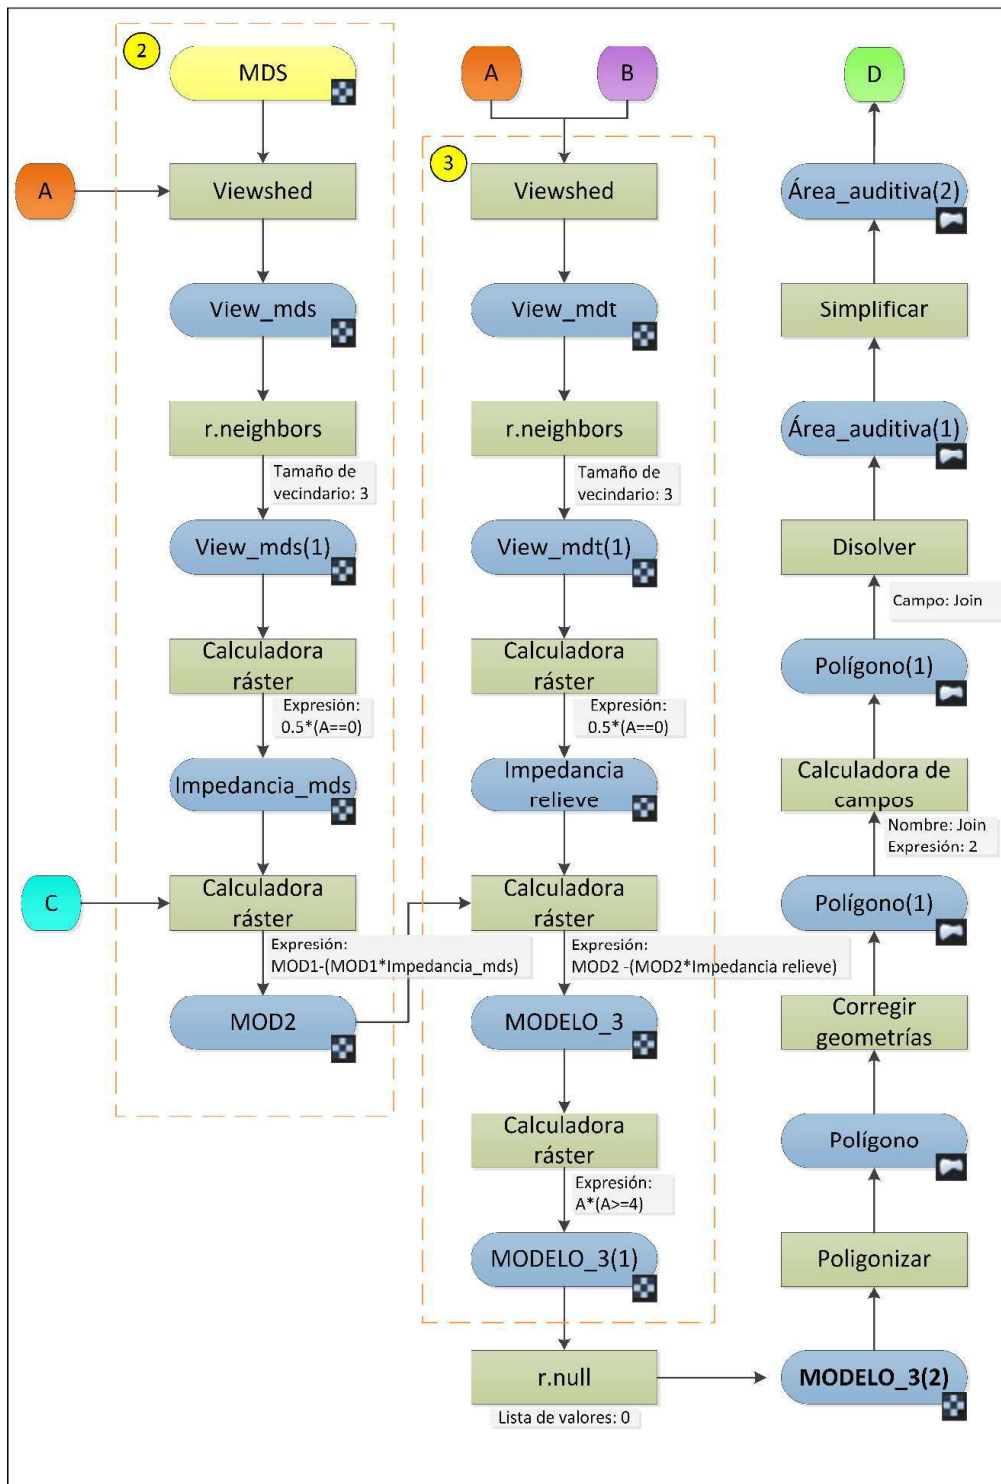 2
MDS
A
Viewshed
View_mds
r.neighbors
Tamaño de
vecindario: 3
View_mds(1)
Calculadora
ráster
Expresión:
0.5*(A==0)
Impedancia_mds
C
Calculadora
ráster
Expresión:
MOD1-(MOD1*Impedancia_mds)
MOD2
A
B
3
Viewshed
View_mdt
r.neighbors
Tamaño de
vecindario: 3
View_mdt(1)
Calculadora
ráster
Expresión:
0.5*(A==0)
Impedancia
relieve
Calculadora
ráster
Expresión:
MOD2 -(MOD2*Impedancia relieve)
MODELO_3
Calculadora
ráster
Expresión:
A*(A>=4)
MODELO_3(1)
r.null
Lista de valores: 0
D
Área_auditiva(2)
Simplificar
Área_auditiva(1)
Disolver
Campo: Join
Polígono(1)
Calculadora de
campos
Nombre: Join
Expresión: 2
Polígono(1)
Corregir
geometrías
Polígono
Poligonizar
MODELO_3(2)